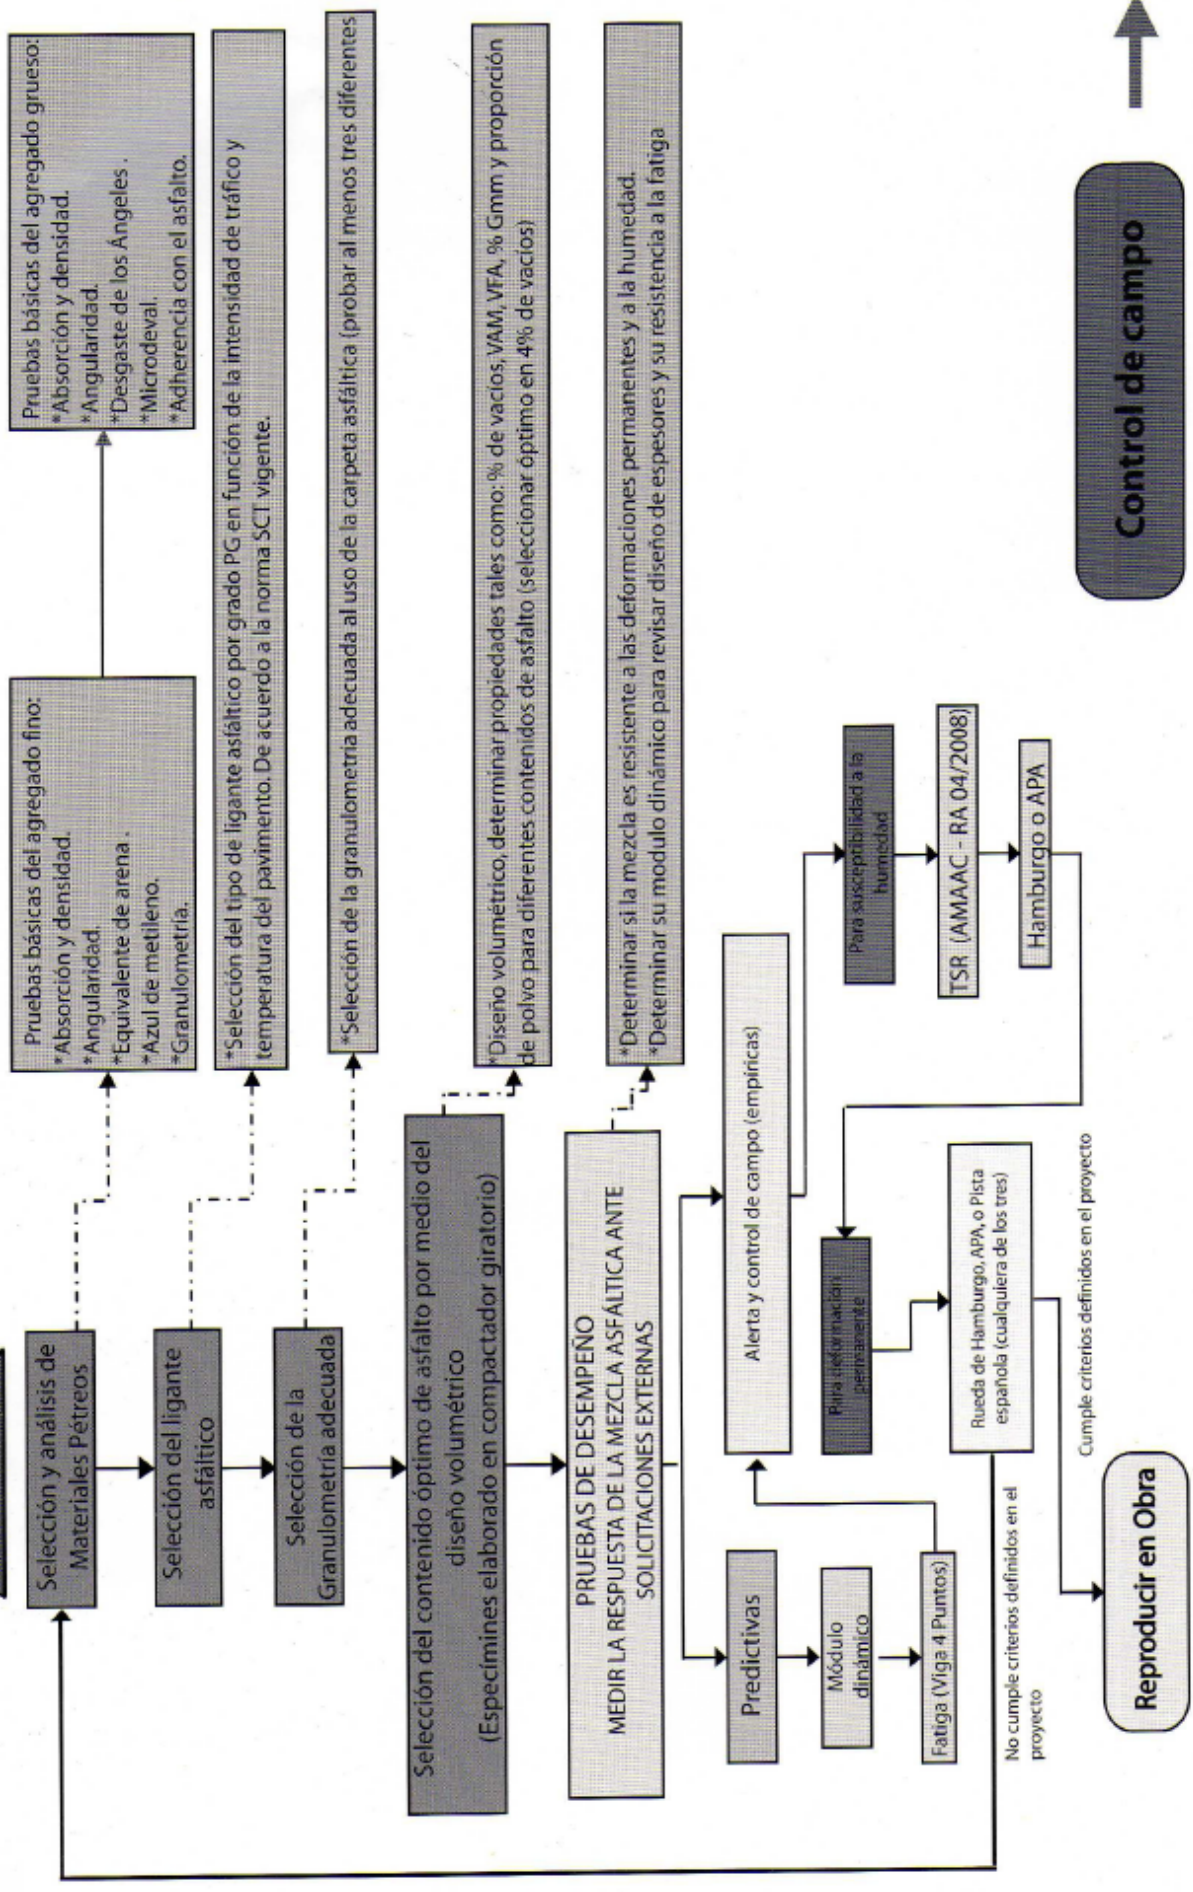 Selección y análisis de
Materiales Pétreos
Pruebas básicas del agregado fino:
*Absorción y densidad.
*Angularidad.
*Equivalente de arena .
*Azul de metileno.
*Granulometría.
Pruebas básicas del agregado grueso:
*Absorción y densidad.
*Angularidad.
*Desgaste de los Ángeles .
*Microdeval.
*Adherencia con el asfalto.
Selección del ligante
asfáltico
*Selección del tipo de ligante asfáltico por grado PG en función de la intensidad de tráfico y
temperatura del pavimento. De acuerdo a la norma SCT vigente.
Selección de la
Granulometría adecuada
*Selección de la granulometria adecuada al uso de la carpeta asfáltica (probar al menos tres diferentes
Selección del contenido óptimo de asfalto por medio del
diseño volumétrico
(Especímines elaborado en compactador giratorio)
*Diseño volumétrico, determinar propiedades tales como: % de vacíos, VAM, VFA, % Gmm y proporción
de polvo para diferentes contenidos de asfalto (seleccionar óptimo en 4% de vacíos)
PRUEBAS DE DESEMPEÑO
MEDIR LA RESPUESTA DE LA MEZCLA ASFÁLTICA ANTE
SOLICITACIONES EXTERNAS
*Determinar si la mezcla es resistente a las deformaciones permanentes y a la humedad.
*Determinar su modulo dinámico para revisar diseño de espesores y su resistencia a la fatiga
Predictivas
Módulo
dinámico
Fatiga (Viga 4 Puntos)
Alerta y control de campo (empíricas)
Para susceptibilidad a la
humedad
TSR (AMAAC - RA 04/2008)
Hamburgo o APA
Para deformación
permanente
Rueda de Hamburgo, APA, o Pista
española (cualquiera de los tres)
No cumple criterios definidos en el
proyecto
Cumple criterios definidos en el proyecto
Reproducir en Obra
Control de campo